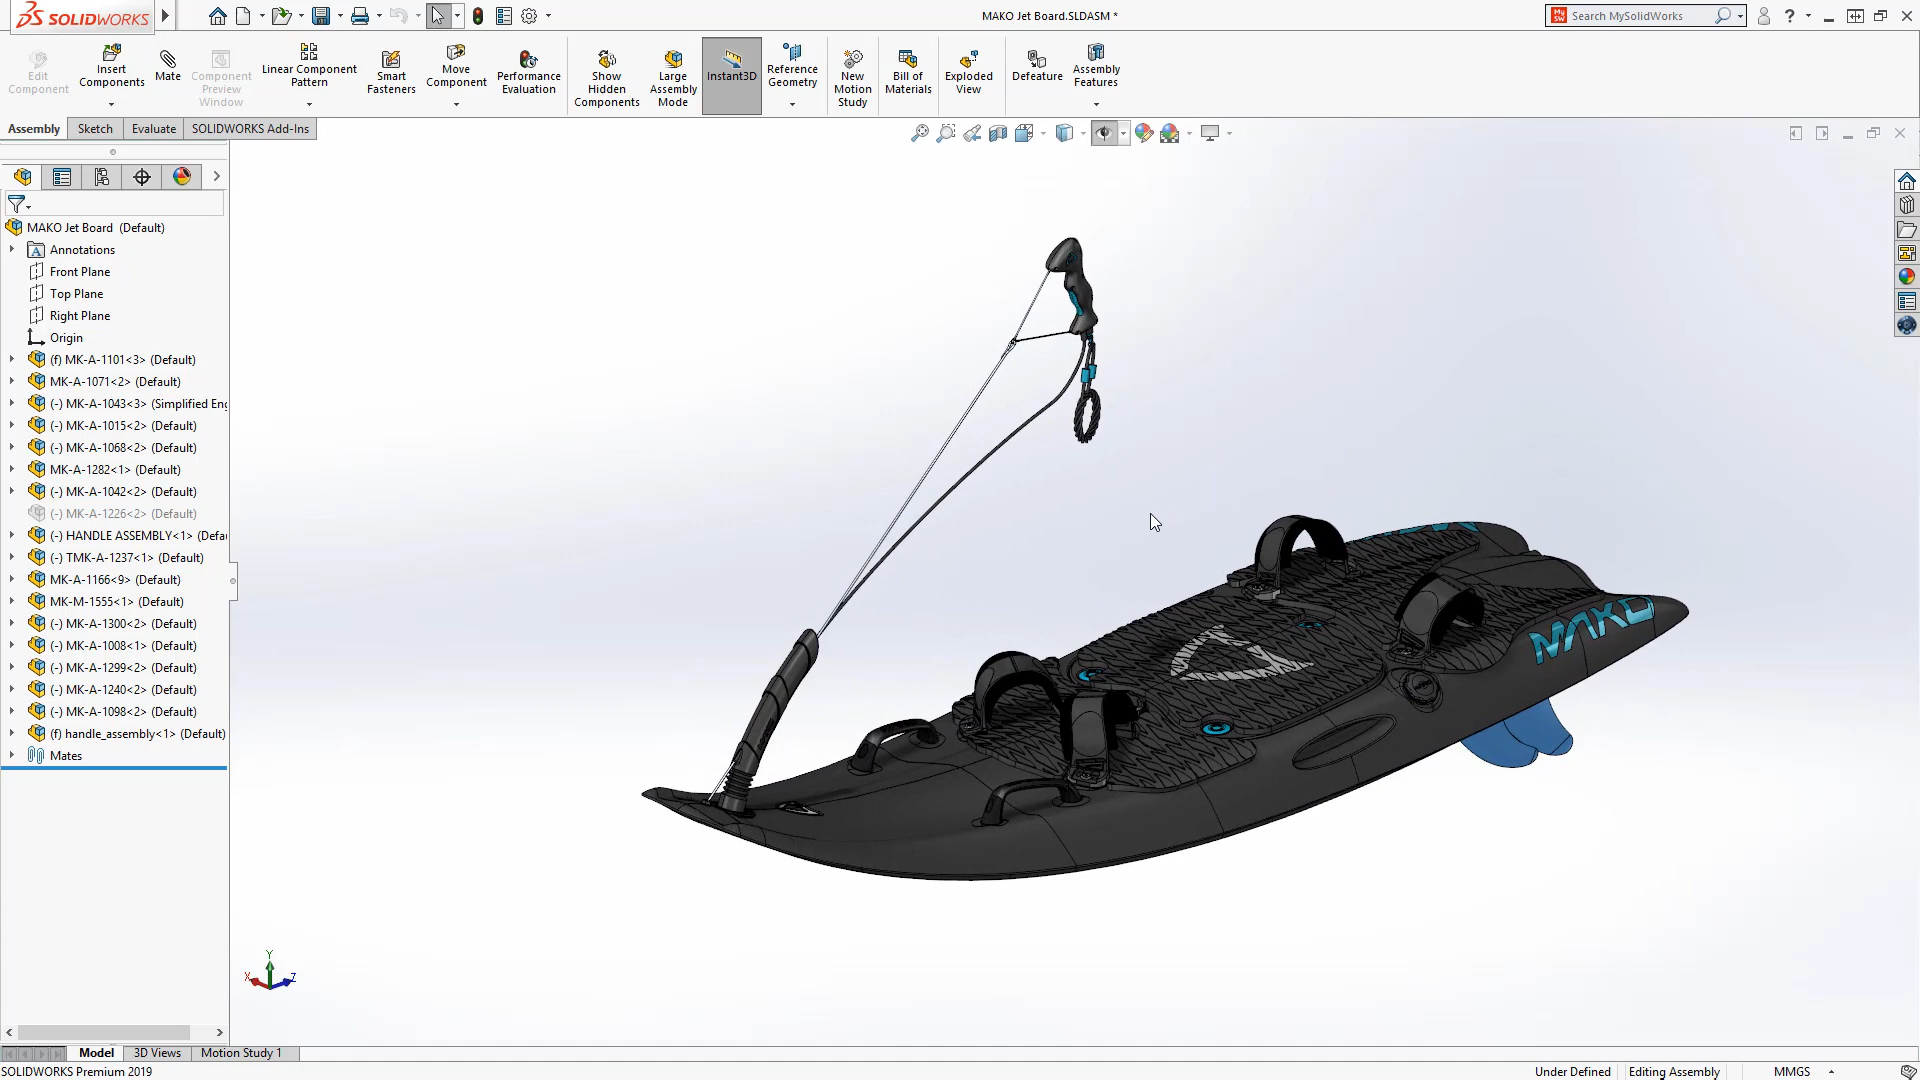 SOLIDWORKS
MAKO Jet Board.SLDASM *
Search MySolidWorks
Edit Component
Insert Components
Mate
Component Preview Window
Linear Component Pattern
Smart Fasteners
Move Component
Performance Evaluation
Show Hidden Components
Large Assembly Mode
Instant3D
Reference Geometry
New Motion Study
Bill of Materials
Exploded View
Defeature
Assembly Features
Assembly
Sketch
Evaluate
SOLIDWORKS Add-Ins
MAKO Jet Board (Default)
Annotations
Front Plane
Top Plane
Right Plane
Origin
(f) MK-A-1101<3> (Default)
MK-A-1071<2> (Default)
(-) MK-A-1043<3> (Simplified Eng
(-) MK-A-1015<2> (Default)
(-) MK-A-1068<2> (Default)
MK-A-1282<1> (Default)
(-) MK-A-1042<2> (Default)
(-) MK-A-1226<2> (Default)
(-) HANDLE ASSEMBLY<1> (Defa
(-) TMK-A-1237<1> (Default)
MK-A-1166<9> (Default)
MK-M-1555<1> (Default)
(-) MK-A-1300<2> (Default)
(-) MK-A-1008<1> (Default)
(-) MK-A-1299<2> (Default)
(-) MK-A-1240<2> (Default)
(-) MK-A-1098<2> (Default)
(f) handle_assembly<1> (Default)
Mates
MAKO
Y
X
Z
Model
3D Views
Motion Study 1
SOLIDWORKS Premium 2019
Under Defined
Editing Assembly
MMGS